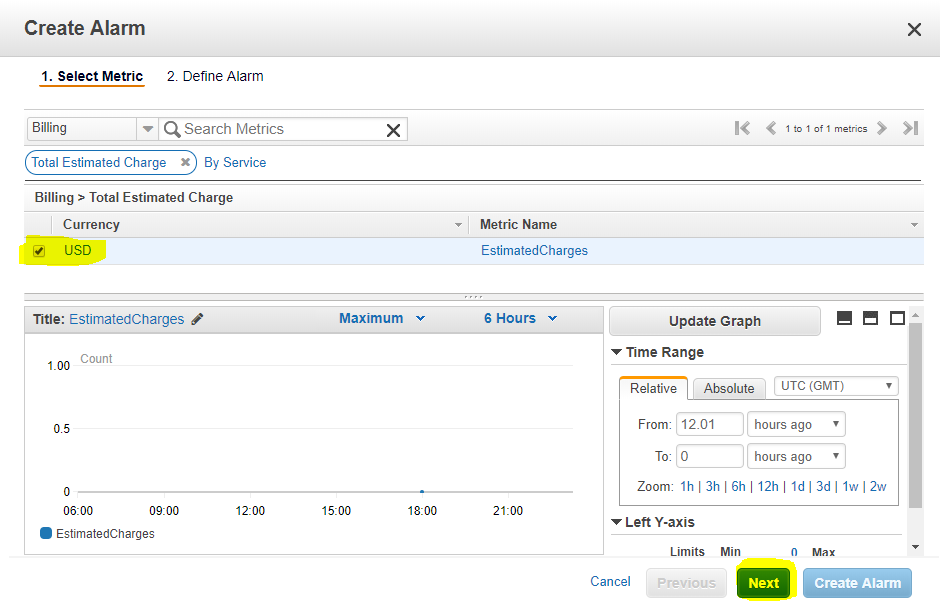 Create Alarm
1. Select Metric 2. Define Alarm
Billing Search Metrics 1 to 1 of 1 metrics
Total Estimated Charge By Service
Billing > Total Estimated Charge
Currency Metric Name
USD EstimatedCharges
Title: EstimatedCharges Maximum 6 Hours
Count
1.00
0.5
0
06:00 09:00 12:00 15:00 18:00 21:00
EstimatedCharges
Update Graph
Time Range
Relative Absolute UTC (GMT)
From: 12.01 hours ago
To: 0 hours ago
Zoom: 1h | 3h | 6h | 12h | 1d | 3d | 1w | 2w
Left Y-axis
Limits Min 0 Max
Cancel Previous Next Create Alarm